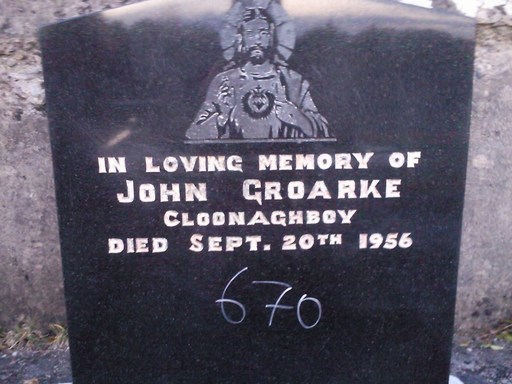 IN LOVING MEMORY OF
JOHN GROARKE
CLOONAGHBOY
DIED SEPT. 20TH 1956
670